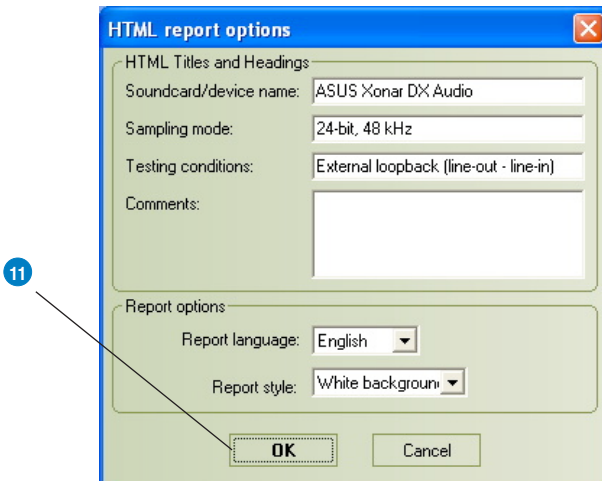 HTML report options
HTML Titles and Headings
Soundcard/device name: ASUS Xonar DX Audio
Sampling mode: 24-bit, 48 kHz
Testing conditions: External loopback (line-out - line-in)
Comments:
11
Report options
Report language: English
Report style: White background
OK Cancel